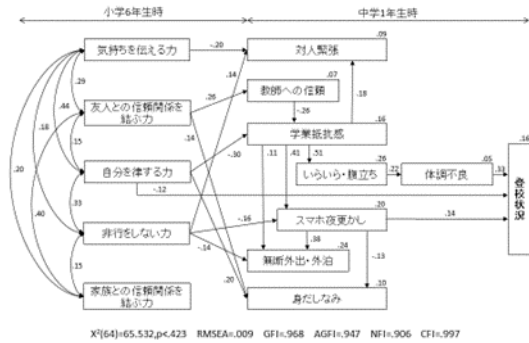 小学6年生時
中学1年生時
気持ちを伝える力
-.20
対人緊張
.09
.14
.07
教師への信頼
.26
.29
友人との信頼関係を
結ぶ力
-.26
.18
.44
.16
学業抵抗感
.14
.18
.15
-.30
.11
.41
.51
.26
自分を律する力
いらいら・腹立ち
.22
.05
体調不良
.33
.16
登校状況
-.12
.20
.33
.20
.40
スマホ夜更かし
-.16
.14
非行をしない力
-.14
.38
.24
無断外出・外泊
-.13
.15
.20
.10
家族との信頼関係を
結ぶ力
身だしなみ
X²(64)=65.532,p<.423 RMSEA=.009 GFI=.968 AGFI=.947 NFI=.906 CFI=.997